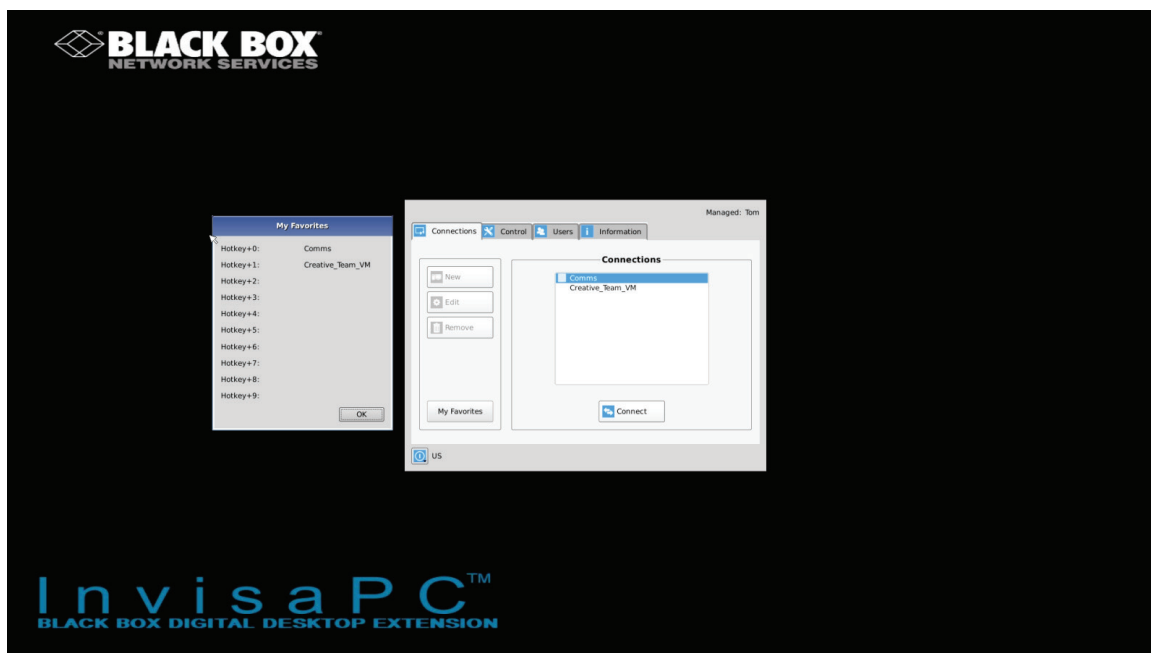 BLACK BOX
NETWORK SERVICES
My Favorites
Hotkey+0: Comms
Hotkey+1: Creative_Team_VM
Hotkey+2:
Hotkey+3:
Hotkey+4:
Hotkey+5:
Hotkey+6:
Hotkey+7:
Hotkey+8:
Hotkey+9:
OK
Managed: Tom
Connections Control Users Information
New
Edit
Remove
My Favorites
Connections
Comms
Creative_Team_VM
Connect
US
InvisaPC™
BLACK BOX DIGITAL DESKTOP EXTENSION